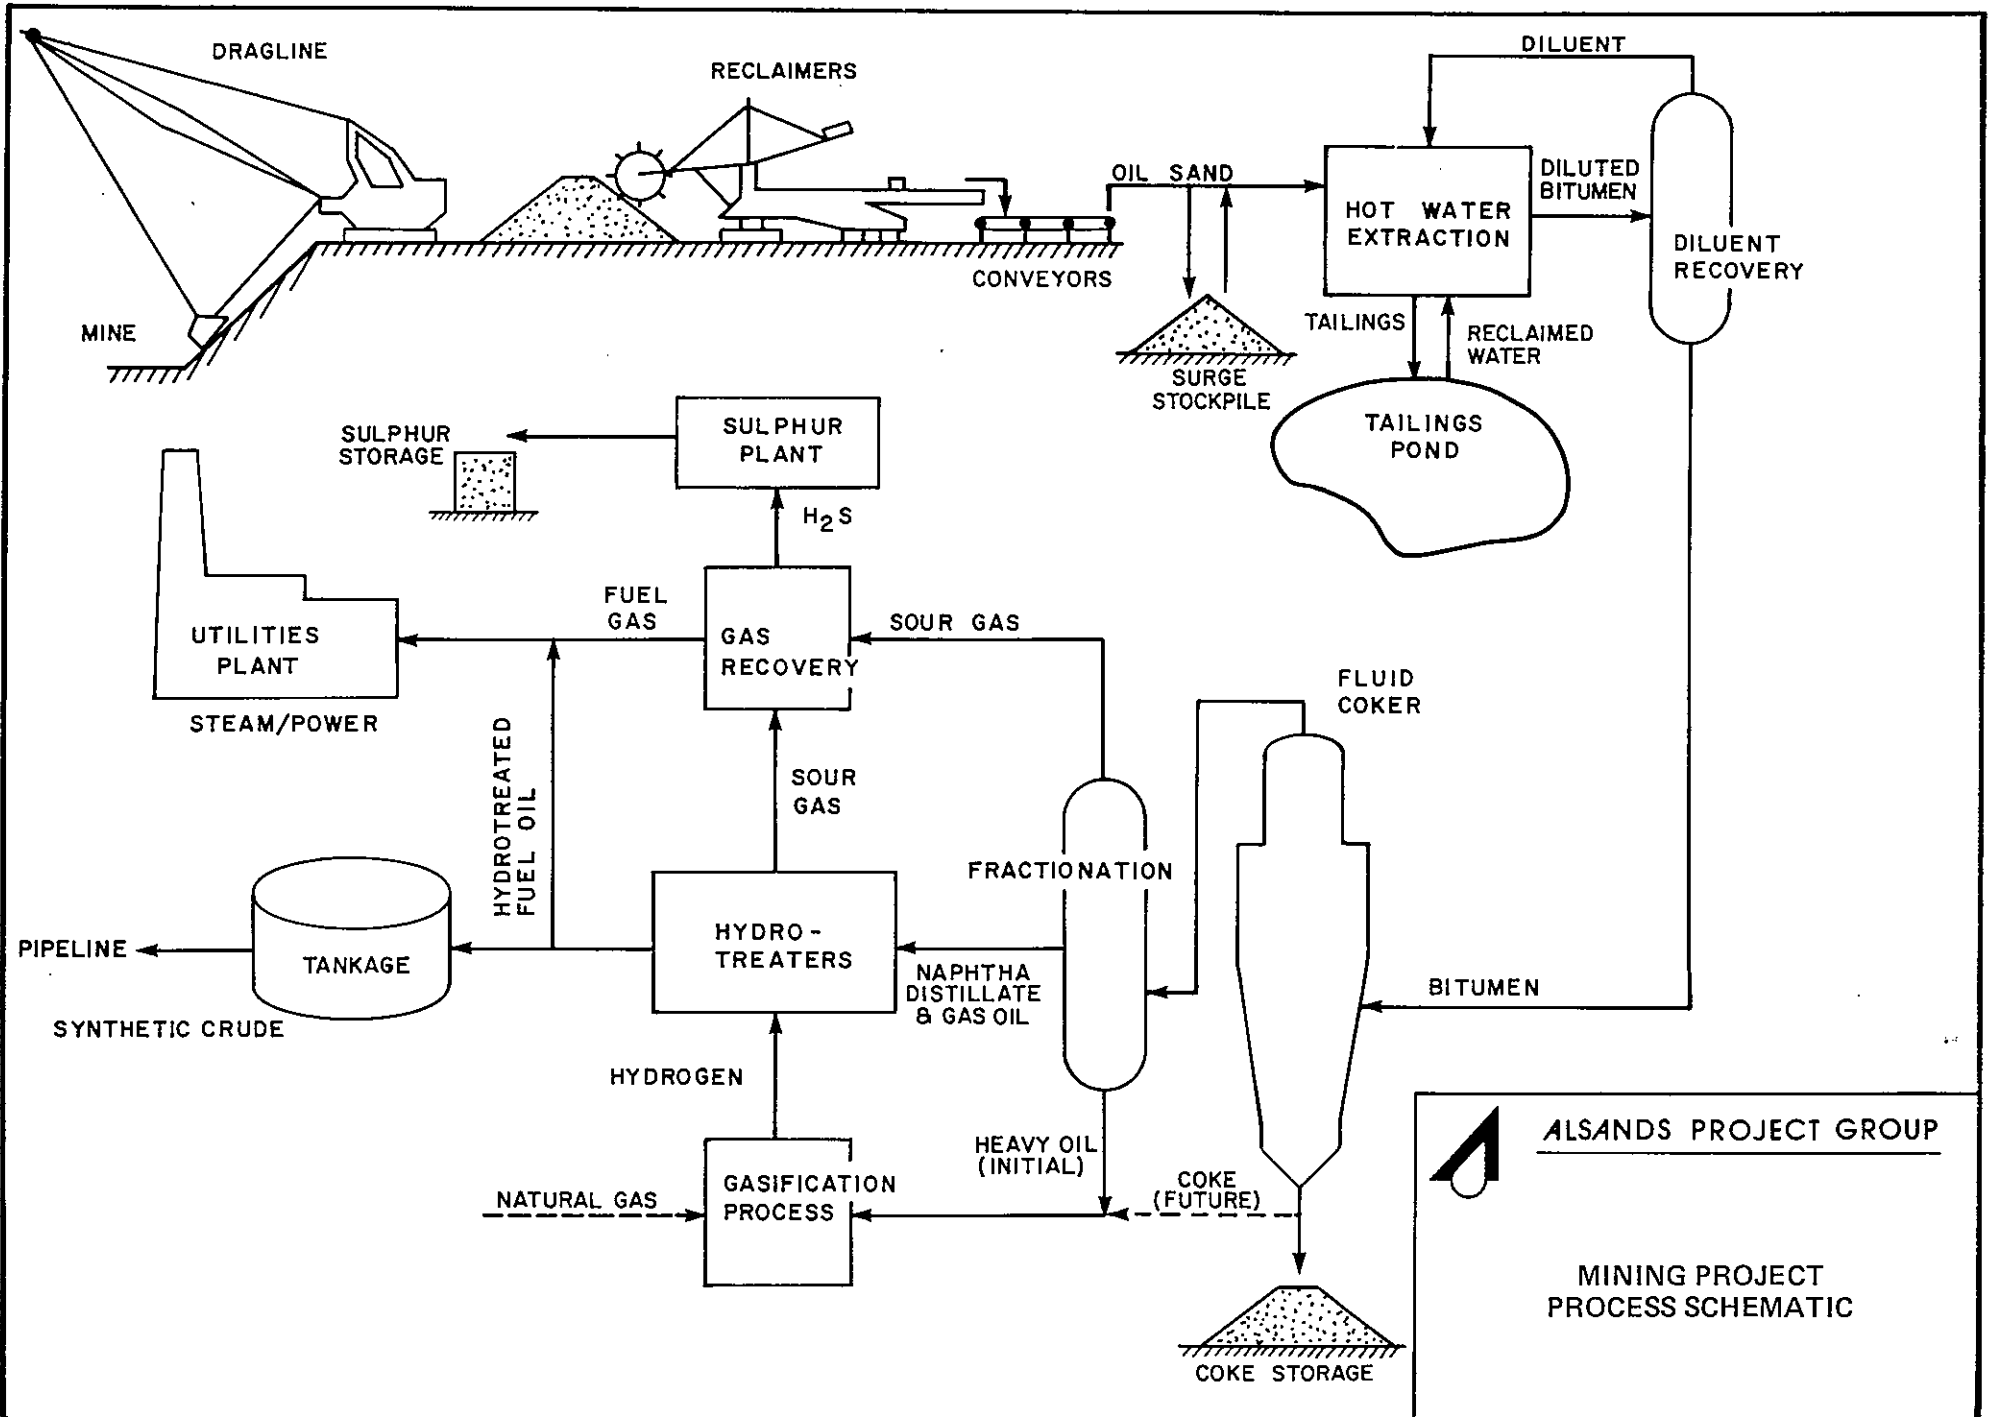 DRAGLINE
RECLAIMERS
DILUENT
OIL SAND
DILUTED
BITUMEN
HOT WATER
EXTRACTION
DILUENT
RECOVERY
CONVEYORS
MINE
TAILINGS
RECLAIMED
WATER
SURGE
STOCKPILE
TAILINGS
POND
SULPHUR
STORAGE
SULPHUR
PLANT
H2S
FUEL
GAS
SOUR GAS
UTILITIES
PLANT
GAS
RECOVERY
STEAM/POWER
FLUID
COKER
HYDROTREATED
FUEL OIL
SOUR
GAS
FRACTIONATION
PIPELINE
TANKAGE
HYDRO-
TREATERS
NAPHTHA
DISTILLATE
& GAS OIL
BITUMEN
SYNTHETIC CRUDE
HYDROGEN
HEAVY OIL
(INITIAL)
COKE
(FUTURE)
NATURAL GAS
GASIFICATION
PROCESS
COKE STORAGE
ALSANDS PROJECT GROUP
MINING PROJECT
PROCESS SCHEMATIC